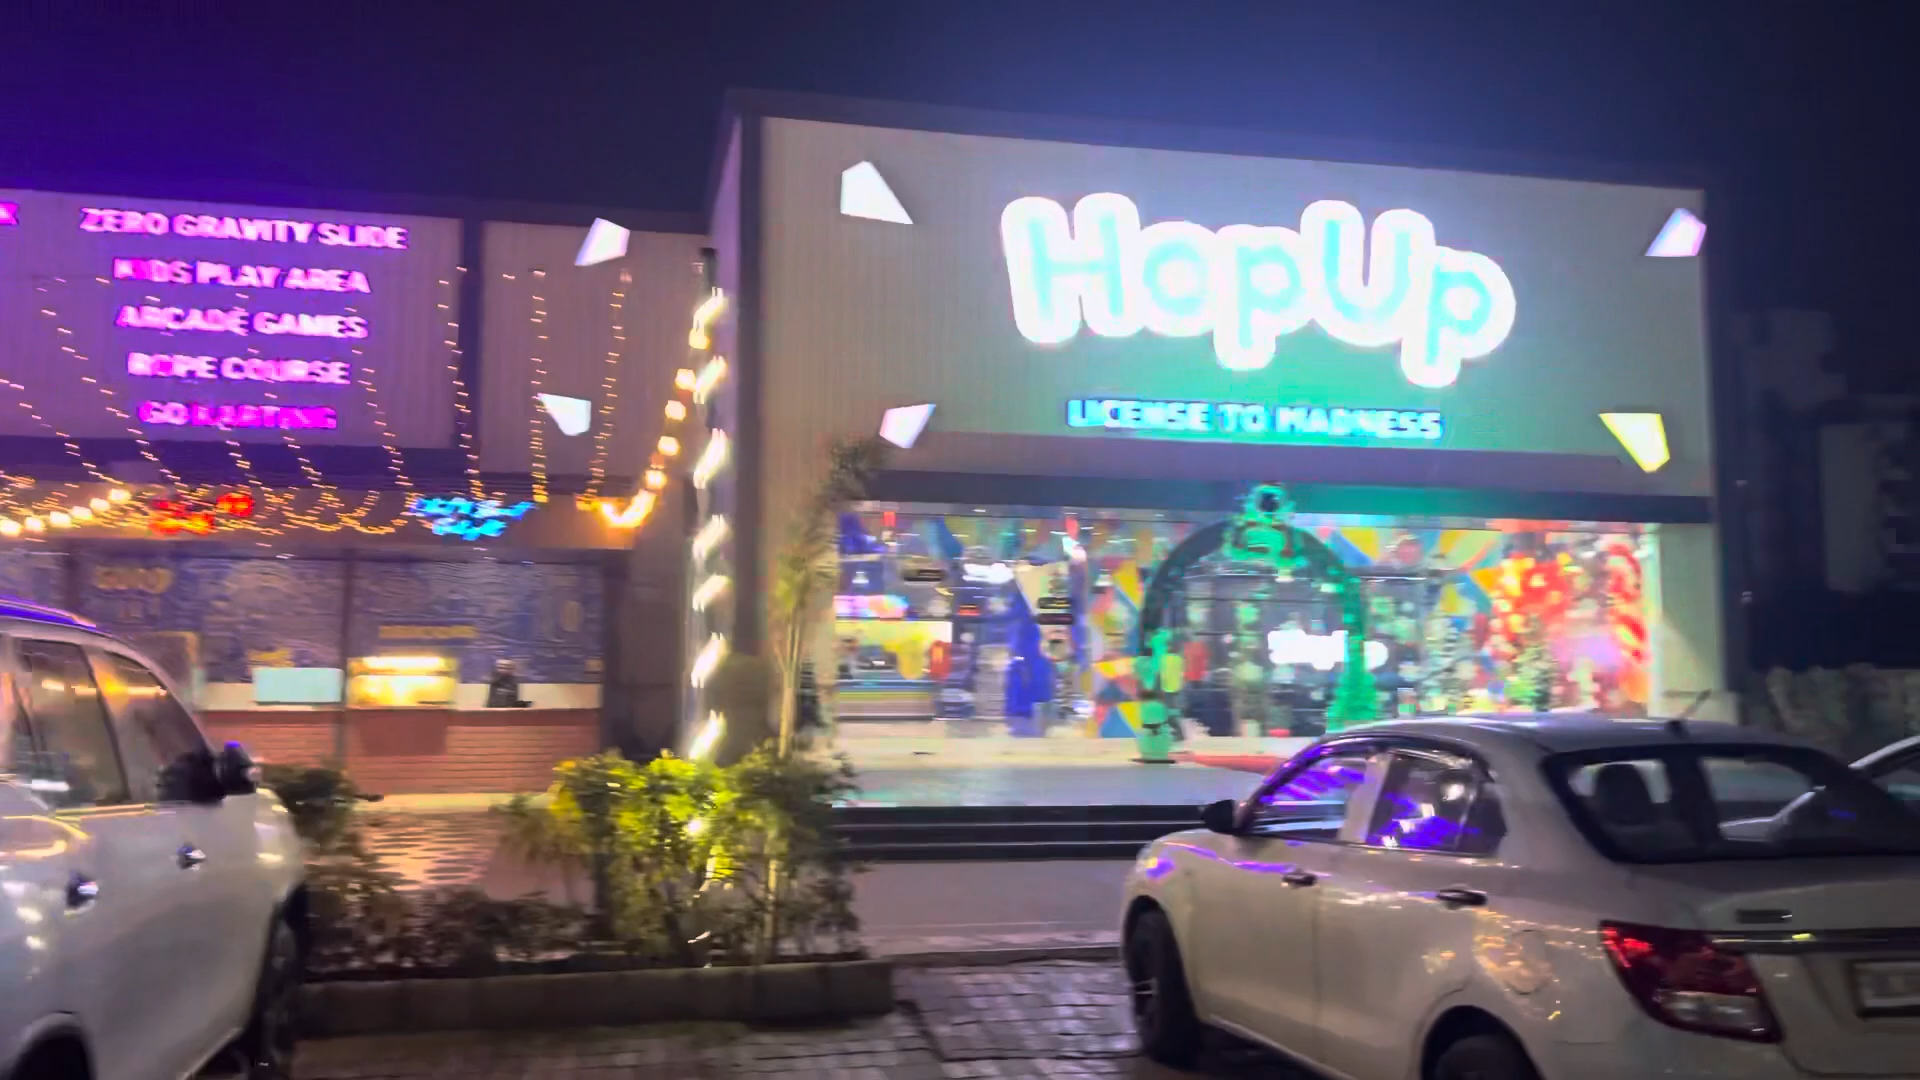 ZERO GRAVITY SLIDE
KIDS PLAY AREA
ARCADE GAMES
ROPE COURSE
GO KARTING
HopUp
LICENSE TO MADNESS